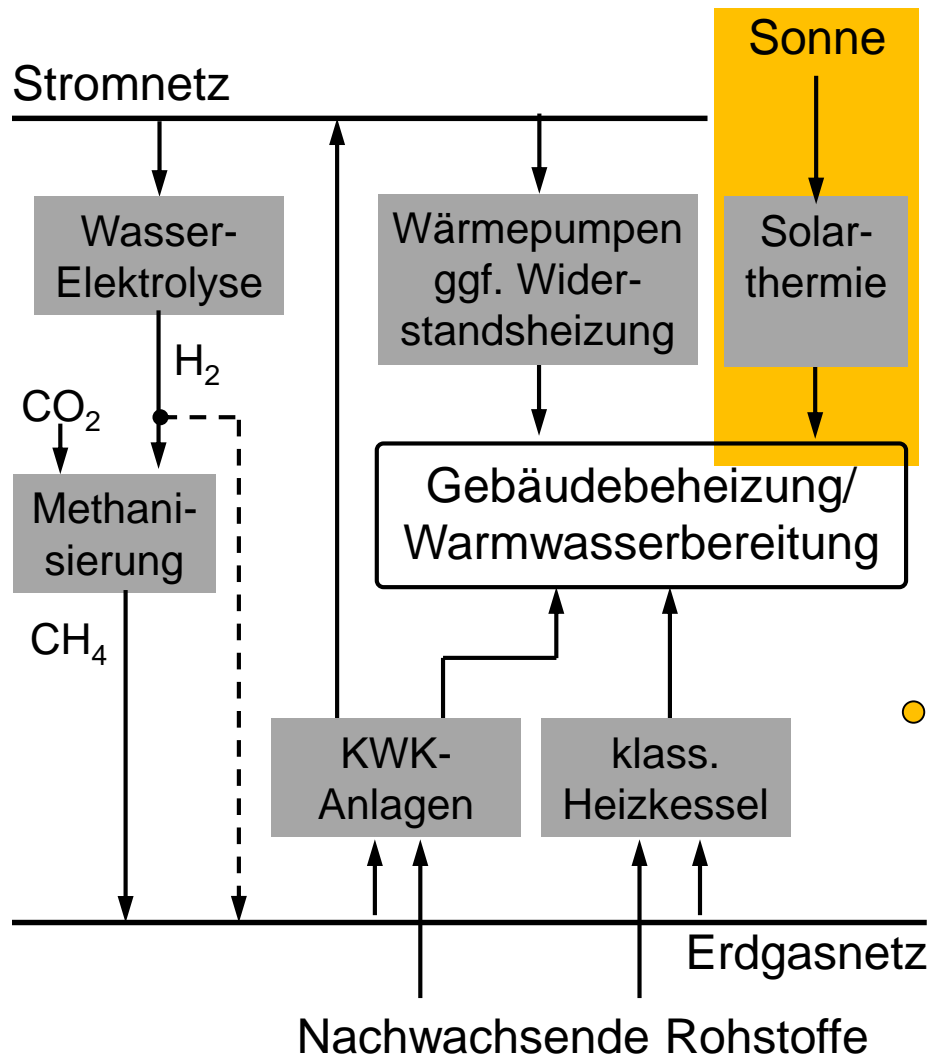 Sonne
Stromnetz
Wasser-
Elektrolyse
Wärmepumpen
ggf. Wider-
standsheizung
Solar-
thermie
H₂
CO₂
Methani-
sierung
Gebäudebeheizung/
Warmwasserbereitung
CH₄
KWK-
Anlagen
klass.
Heizkessel
Erdgasnetz
Nachwachsende Rohstoffe